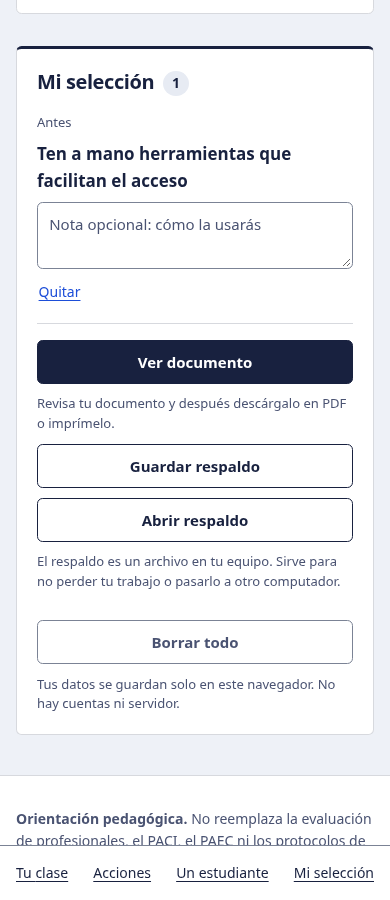 Mi selección 1
Antes
Ten a mano herramientas que
facilitan el acceso
Nota opcional: cómo la usarás
Quitar
Ver documento
Revisa tu documento y después descárgalo en PDF
o imprímelo.
Guardar respaldo
Abrir respaldo
El respaldo es un archivo en tu equipo. Sirve para
no perder tu trabajo o pasarlo a otro computador.
Borrar todo
Tus datos se guardan solo en este navegador. No
hay cuentas ni servidor.
Orientación pedagógica. No reemplaza la evaluación
de profesionales, el PACI, el PAEC ni los protocolos de
Tu clase Acciones Un estudiante Mi selección